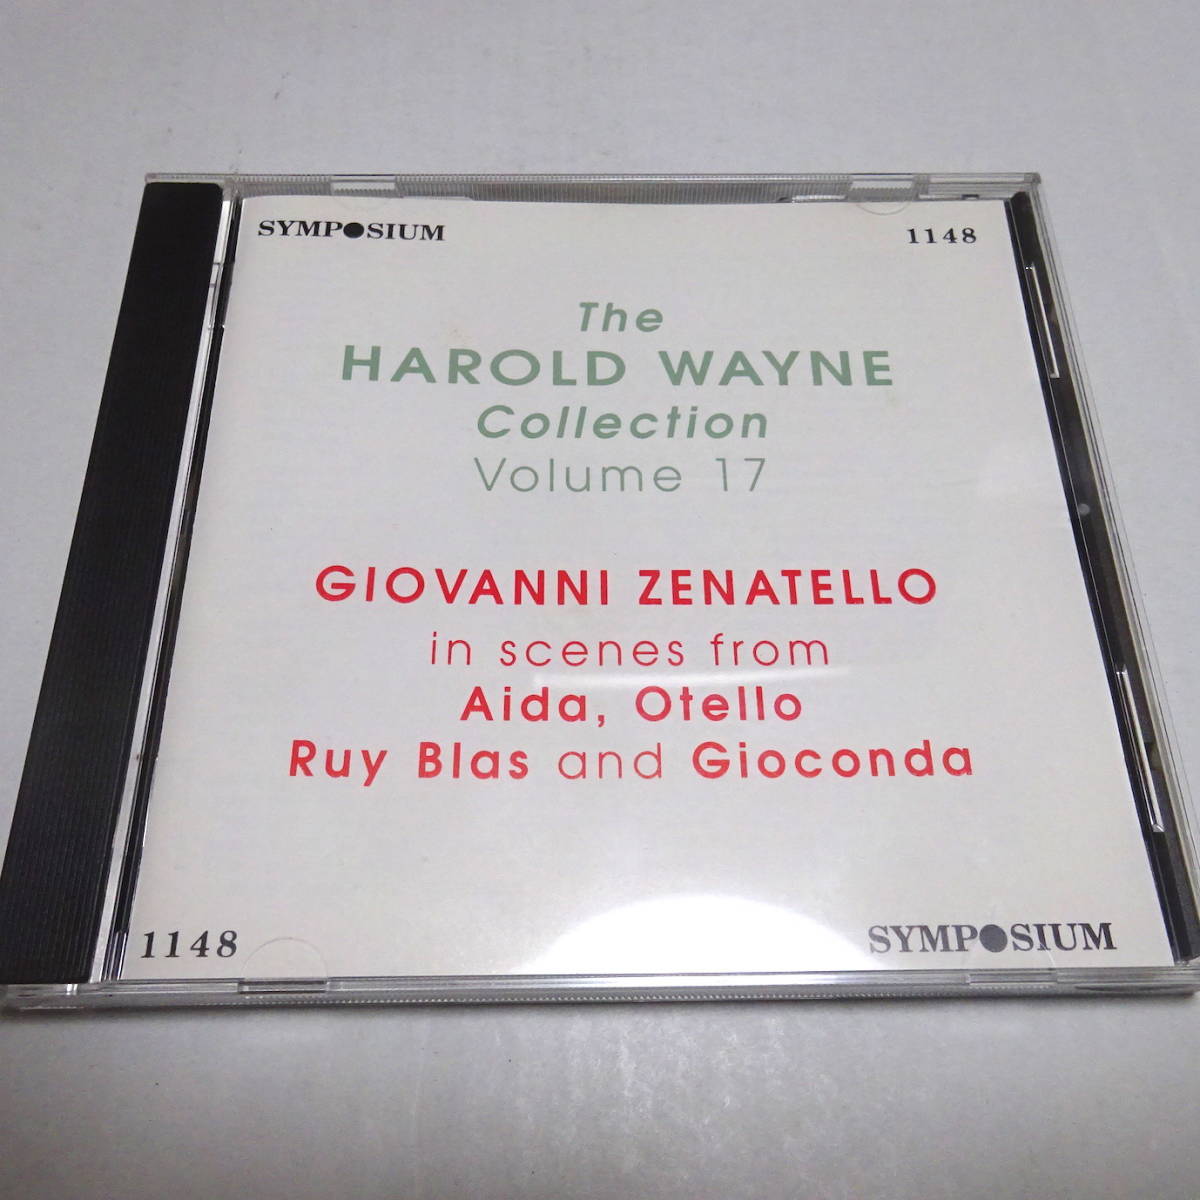 SYMPOSIUM
1148
The
HAROLD WAYNE
Collection
Volume 17
GIOVANNI ZENATELLO
in scenes from
Aida, Otello
Ruy Blas and Gioconda
1148
SYMPOSIUM